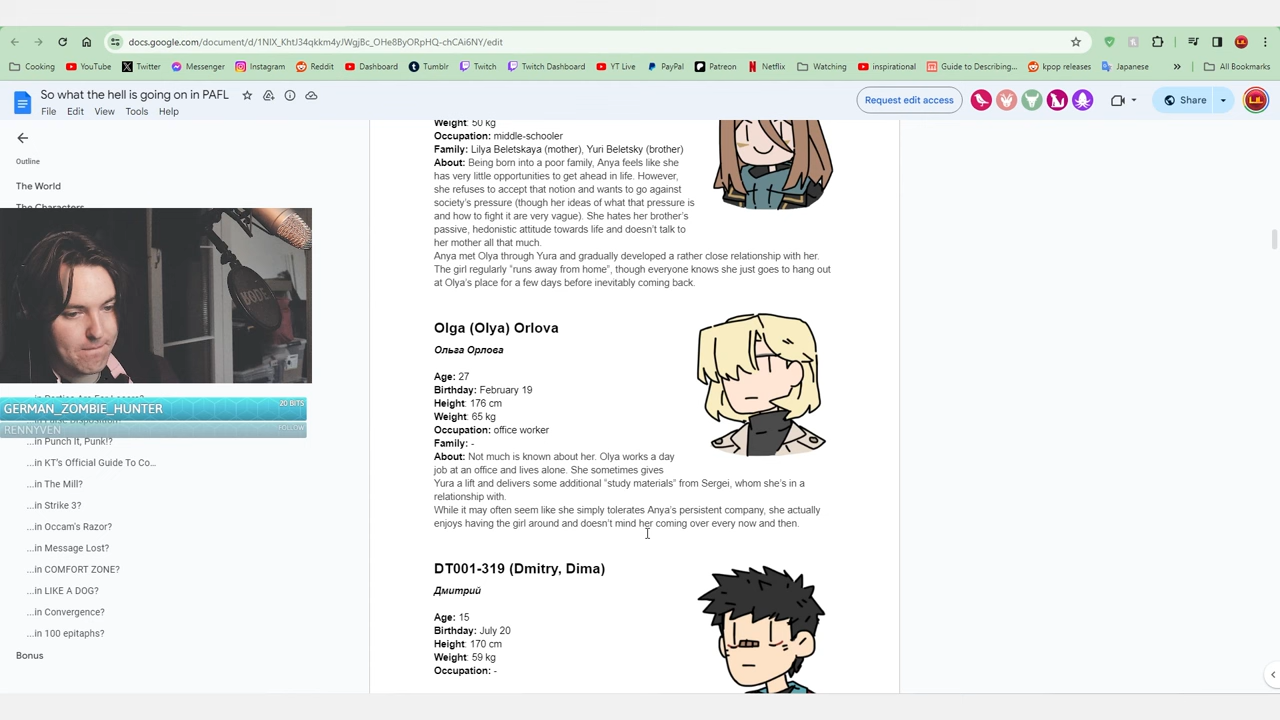 docs.google.com/document/d/1NIX_KhtJ34qkkm4yJWgjBc_OHe8ByORpHQ-chCAi6NY/edit
Cooking
YouTube
Twitter
Messenger
Instagram
Reddit
Dashboard
Tumblr
Twitch
Twitch Dashboard
YT Live
PayPal
Patreon
Netflix
Watching
inspirational
Guide to Describing...
kpop releases
Japanese
»
All Bookmarks
So what the hell is going on in PAFL
File Edit View Tools Help
Request edit access
Share
Outline
The World
The Characters
KODE
GERMAN_ZOMBIE_HUNTER
20 BITS
RENNYVEN
FOLLOW
...in Punch It, Punk!?
...in KT's Official Guide To Co...
...in The Mill?
...in Strike 3?
...in Occam's Razor?
...in Message Lost?
...in COMFORT ZONE?
...in LIKE A DOG?
...in Convergence?
...in 100 epitaphs?
Bonus
Weight: 50 kg
Occupation: middle-schooler
Family: Lilya Beletskaya (mother), Yuri Beletsky (brother)
About: Being born into a poor family, Anya feels like she
has very little opportunities to get ahead in life. However,
she refuses to accept that notion and wants to go against
society's pressure (though her ideas of what that pressure is
and how to fight it are very vague). She hates her brother's
passive, hedonistic attitude towards life and doesn't talk to
her mother all that much.
Anya met Olya through Yura and gradually developed a rather close relationship with her.
The girl regularly "runs away from home", though everyone knows she just goes to hang out
at Olya's place for a few days before inevitably coming back.
Olga (Olya) Orlova
Ольга Орлова
Age: 27
Birthday: February 19
Height: 176 cm
Weight: 65 kg
Occupation: office worker
Family: -
About: Not much is known about her. Olya works a day
job at an office and lives alone. She sometimes gives
Yura a lift and delivers some additional "study materials" from Sergei, whom she's in a
relationship with.
While it may often seem like she simply tolerates Anya's persistent company, she actually
enjoys having the girl around and doesn't mind her coming over every now and then.
DT001-319 (Dmitry, Dima)
Дмитрий
Age: 15
Birthday: July 20
Height: 170 cm
Weight: 59 kg
Occupation: -